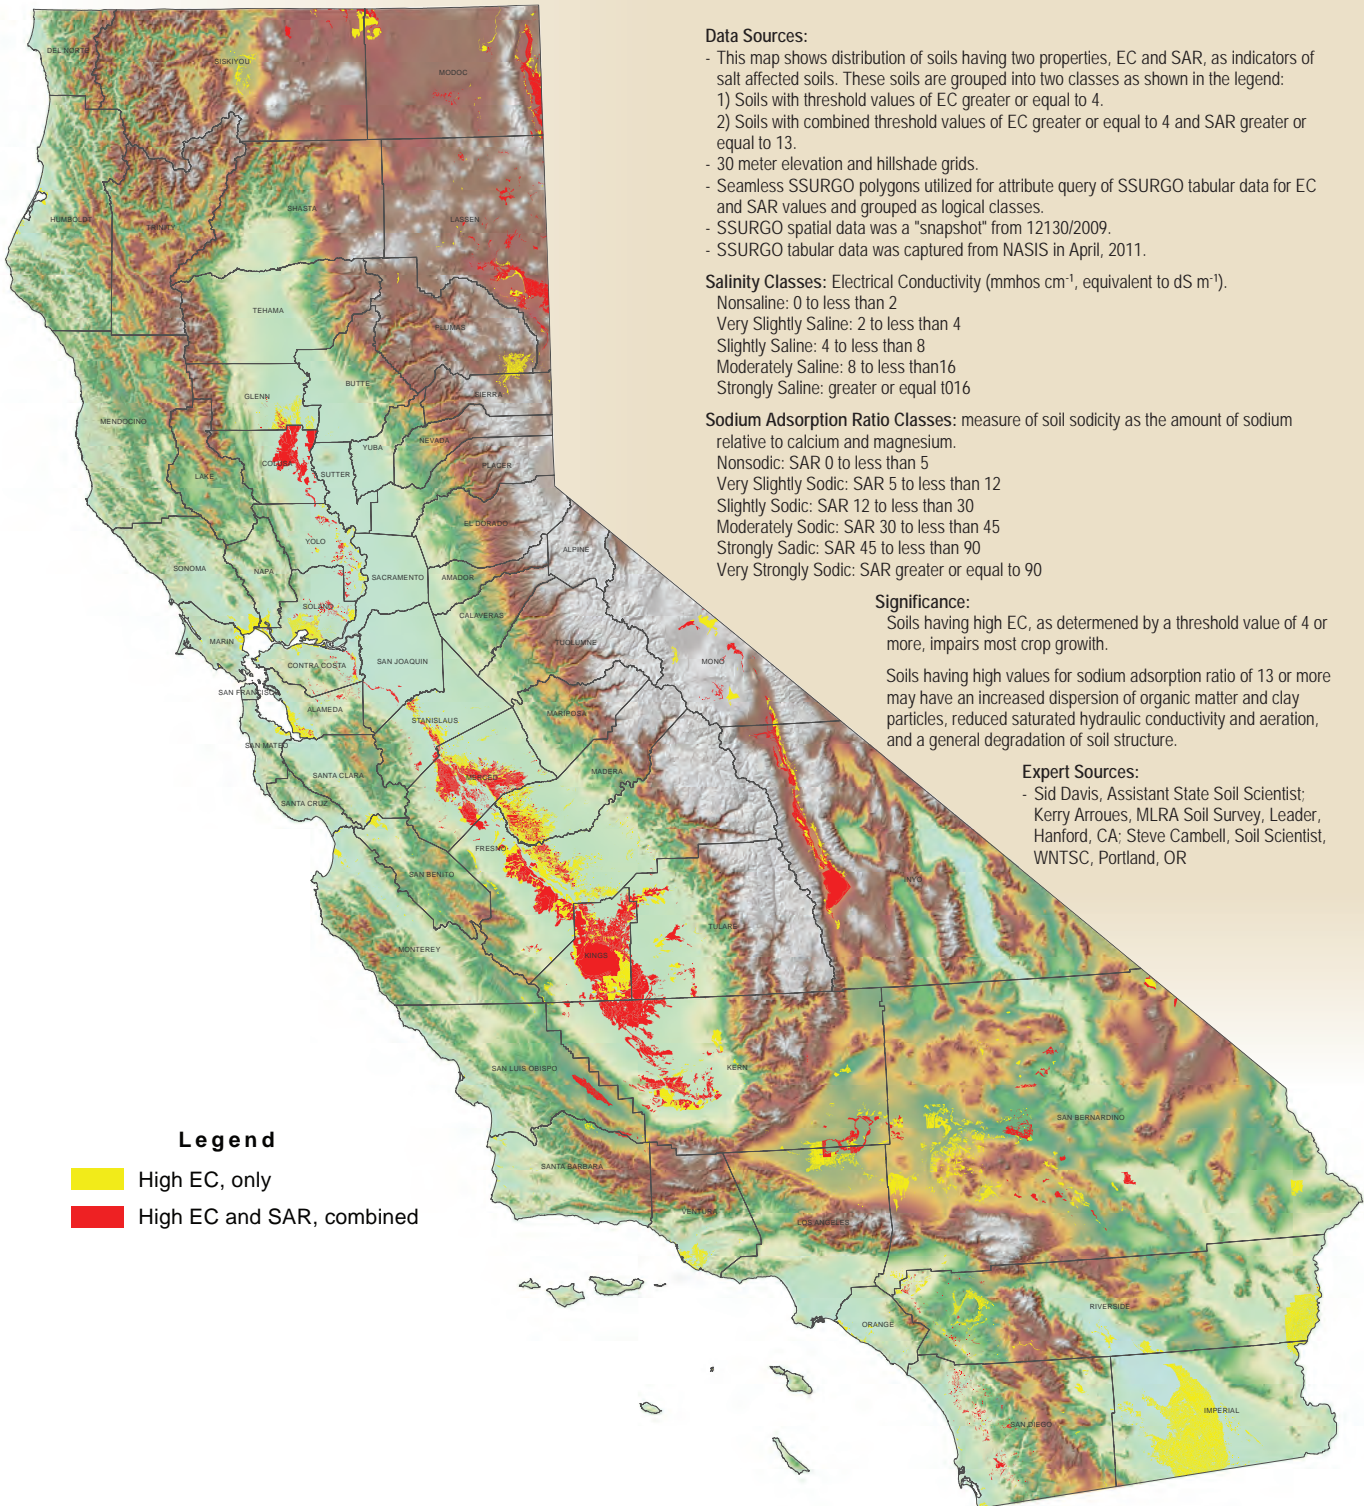 Data Sources:
- This map shows distribution of soils having two properties, EC and SAR, as indicators of
salt affected soils. These soils are grouped into two classes as shown in the legend:
1) Soils with threshold values of EC greater or equal to 4.
2) Soils with combined threshold values of EC greater or equal to 4 and SAR greater or
equal to 13.
- 30 meter elevation and hillshade grids.
- Seamless SSURGO polygons utilized for attribute query of SSURGO tabular data for EC
and SAR values and grouped as logical classes.
- SSURGO spatial data was a "snapshot" from 12130/2009.
- SSURGO tabular data was captured from NASIS in April, 2011.
Salinity Classes: Electrical Conductivity (mmhos cm⁻¹, equivalent to dS m⁻¹).
Nonsaline: 0 to less than 2
Very Slightly Saline: 2 to less than 4
Slightly Saline: 4 to less than 8
Moderately Saline: 8 to less than16
Strongly Saline: greater or equal t016
Sodium Adsorption Ratio Classes: measure of soil sodicity as the amount of sodium
relative to calcium and magnesium.
Nonsodic: SAR 0 to less than 5
Very Slightly Sodic: SAR 5 to less than 12
Slightly Sodic: SAR 12 to less than 30
Moderately Sodic: SAR 30 to less than 45
Strongly Sadic: SAR 45 to less than 90
Very Strongly Sodic: SAR greater or equal to 90
Significance:
Soils having high EC, as determened by a threshold value of 4 or
more, impairs most crop growth.
Soils having high values for sodium adsorption ratio of 13 or more
may have an increased dispersion of organic matter and clay
particles, reduced saturated hydraulic conductivity and aeration,
and a general degradation of soil structure.
Expert Sources:
- Sid Davis, Assistant State Soil Scientist;
Kerry Arroues, MLRA Soil Survey, Leader,
Hanford, CA; Steve Cambell, Soil Scientist,
WNTSC, Portland, OR
DEL NORTE
SISKIYOU
MODOC
HUMBOLDT
TRINITY
SHASTA
LASSEN
TEHAMA
PLUMAS
BUTTE
GLENN
SIERRA
MENDOCINO
NEVADA
YUBA
COLUSA
SUTTER
PLACER
LAKE
EL DORADO
YOLO
ALPINE
SONOMA
NAPA
SACRAMENTO
AMADOR
SOLANO
CALAVERAS
MARIN
TUOLUMNE
CONTRA COSTA
SAN JOAQUIN
MONO
SAN FRANCISCO
ALAMEDA
STANISLAUS
MARIPOSA
SAN MATEO
SANTA CLARA
MERCED
MADERA
SANTA CRUZ
FRESNO
SAN BENITO
INYO
TULARE
MONTEREY
KINGS
SAN LUIS OBISPO
KERN
SAN BERNARDINO
SANTA BARBARA
VENTURA
LOS ANGELES
RIVERSIDE
ORANGE
SAN DIEGO
IMPERIAL
Legend
High EC, only
High EC and SAR, combined